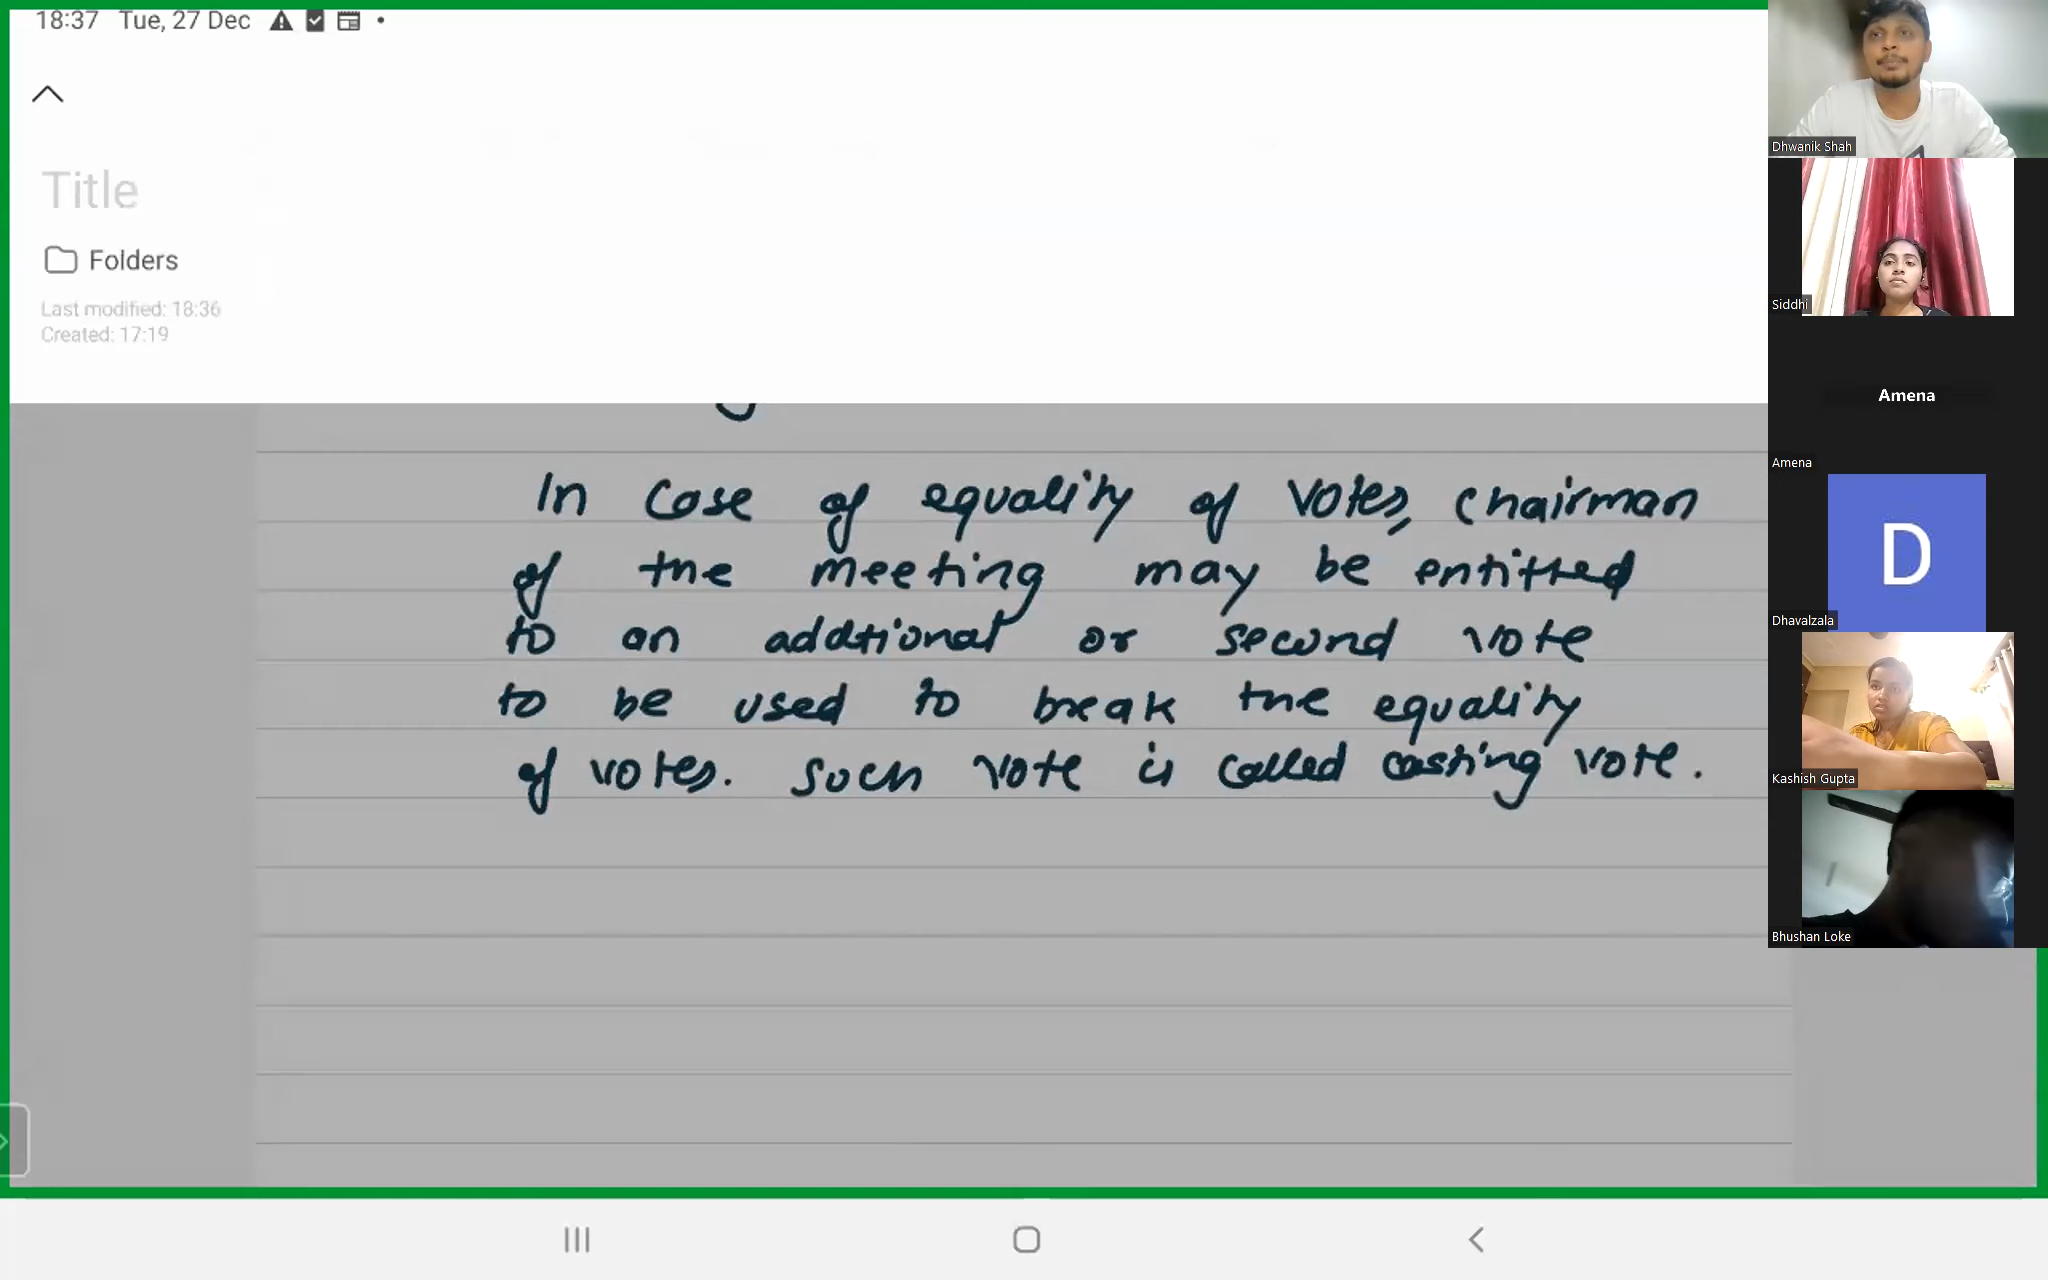 18:37 Tue, 27 Dec
Title
Folders
Last modified: 18:36
Created: 17:19
In case of equality of votes, chairman
of the meeting may be entitled
to an addtional or second vote
to be used to break the equality
of votes. Such vote is called casting vote.
Dhwanik Shah
Siddhi
Amena
Amena
D
Dhavalzala
Kashish Gupta
Bhushan Loke